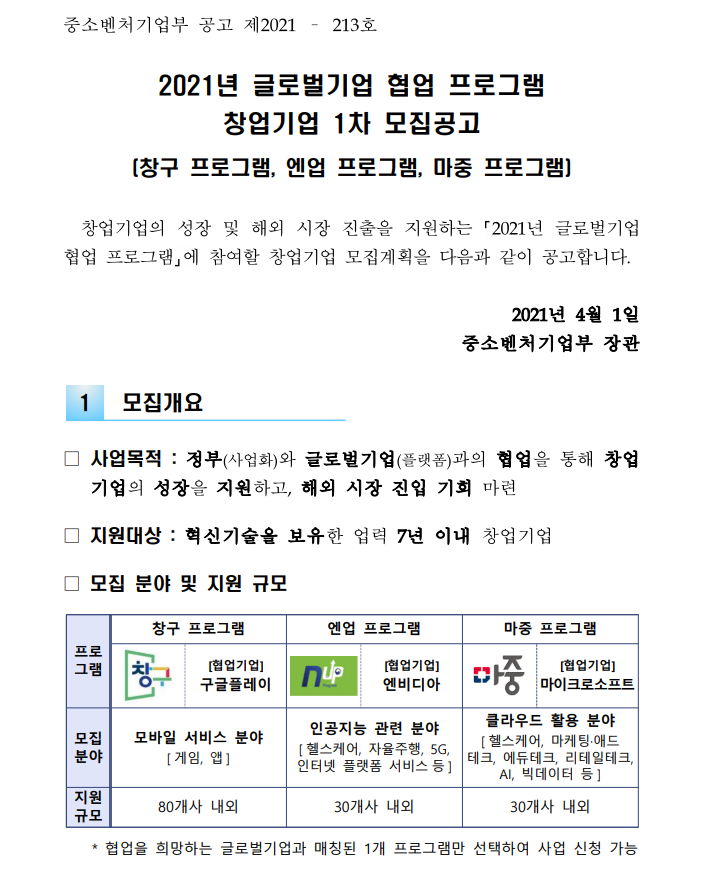 중소벤처기업부 공고 제2021 - 213호
2021년 글로벌기업 협업 프로그램
창업기업 1차 모집공고
(창구 프로그램, 엔업 프로그램, 마중 프로그램)
창업기업의 성장 및 해외 시장 진출을 지원하는 「2021년 글로벌기업
협업 프로그램」에 참여할 창업기업 모집계획을 다음과 같이 공고합니다.
2021년 4월 1일
중소벤처기업부 장관
1 모집개요
□ 사업목적 : 정부(사업화)와 글로벌기업(플랫폼)과의 협업을 통해 창업
기업의 성장을 지원하고, 해외 시장 진입 기회 마련
□ 지원대상 : 혁신기술을 보유한 업력 7년 이내 창업기업
□ 모집 분야 및 지원 규모
프로그램 창구 프로그램 엔업 프로그램 마중 프로그램
창구 [협업기업] nup [협업기업] 마중 [협업기업]
구글플레이 엔비디아 마이크로소프트
모집 분야
모바일 서비스 분야
[ 게임, 앱 ]
인공지능 관련 분야
[ 헬스케어, 자율주행, 5G,
인터넷 플랫폼 서비스 등 ]
클라우드 활용 분야
[ 헬스케어, 마케팅·애드
테크, 에듀테크, 리테일테크,
AI, 빅데이터 등 ]
지원 규모 80개사 내외 30개사 내외 30개사 내외
* 협업을 희망하는 글로벌기업과 매칭된 1개 프로그램만 선택하여 사업 신청 가능